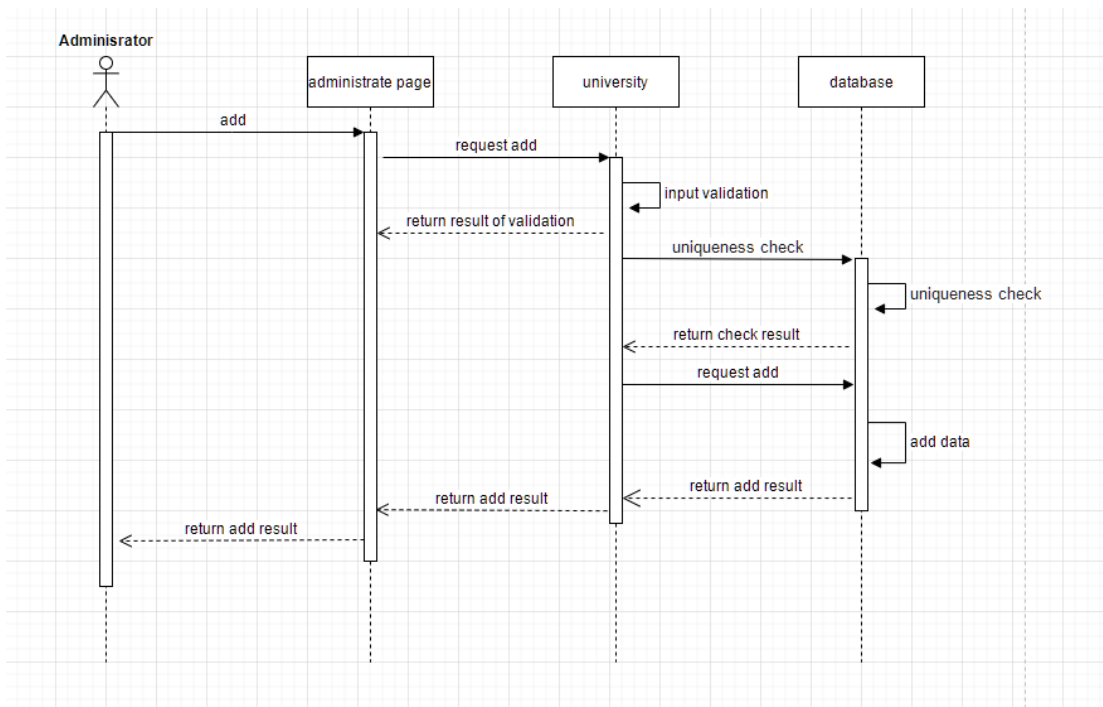 Adminisrator
administrate page
university
database
add
request add
input validation
return result of validation
uniqueness check
uniqueness check
return check result
request add
add data
return add result
return add result
return add result